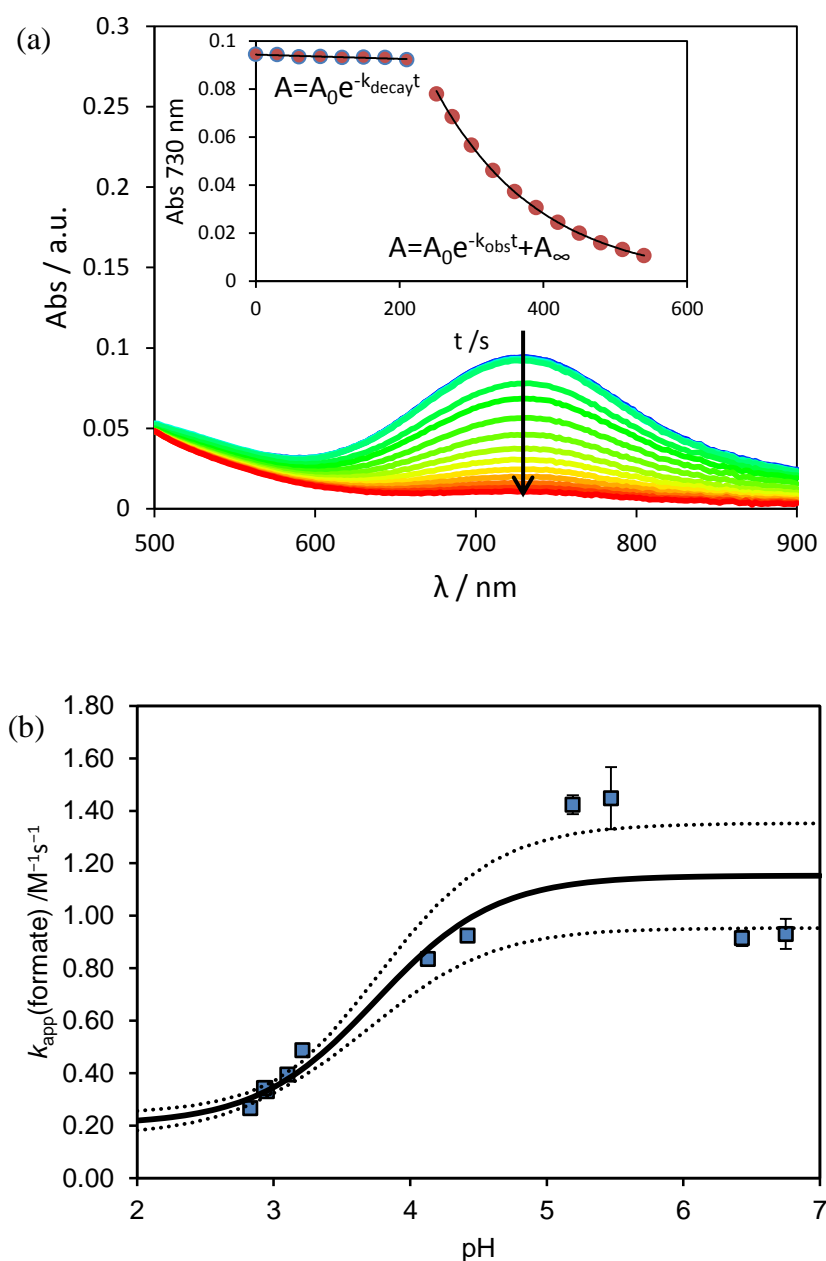 (a)
0.3
0.25
0.2
0.15
0.1
0.05
0
Abs / a.u.
0.1
0.08
0.06
0.04
0.02
0
Abs 730 nm
A=A₀e^-k_decay t
A=A₀e^-k_obs t+A∞
0 200 400 600
t /s
500 600 700 800 900
λ / nm
(b)
1.80
1.60
1.40
1.20
1.00
0.80
0.60
0.40
0.20
0.00
k_app(formate) /M⁻¹s⁻¹
2 3 4 5 6 7
pH